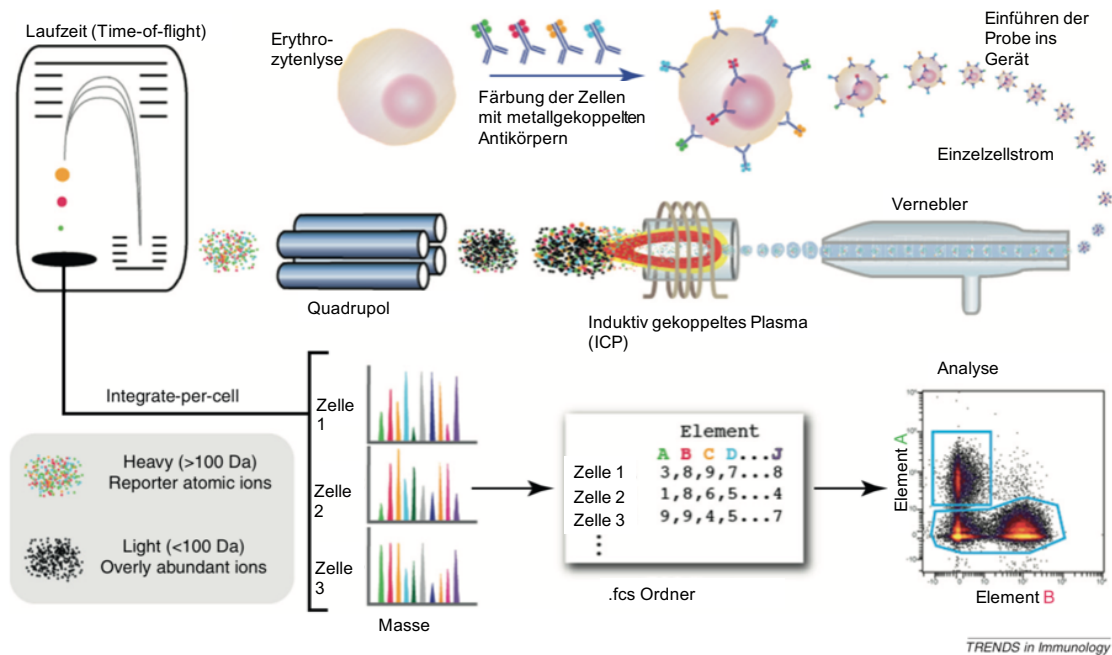 Laufzeit (Time-of-flight)
Erythro-
zytenlyse
Färbung der Zellen
mit metallgekoppelten
Antikörpern
Einführen der
Probe ins
Gerät
Einzelzellstrom
Vernebler
Quadrupol
Induktiv gekoppeltes Plasma
(ICP)
Integrate-per-cell
Heavy (>100 Da)
Reporter atomic ions
Light (<100 Da)
Overly abundant ions
Zelle
1
Zelle
2
Zelle
3
Masse
Element
A B C D...J
Zelle 1 3,8,9,7...8
Zelle 2 1,8,6,5...4
Zelle 3 9,9,4,5...7
.fcs Ordner
Analyse
Element A
Element B
TRENDS in Immunology